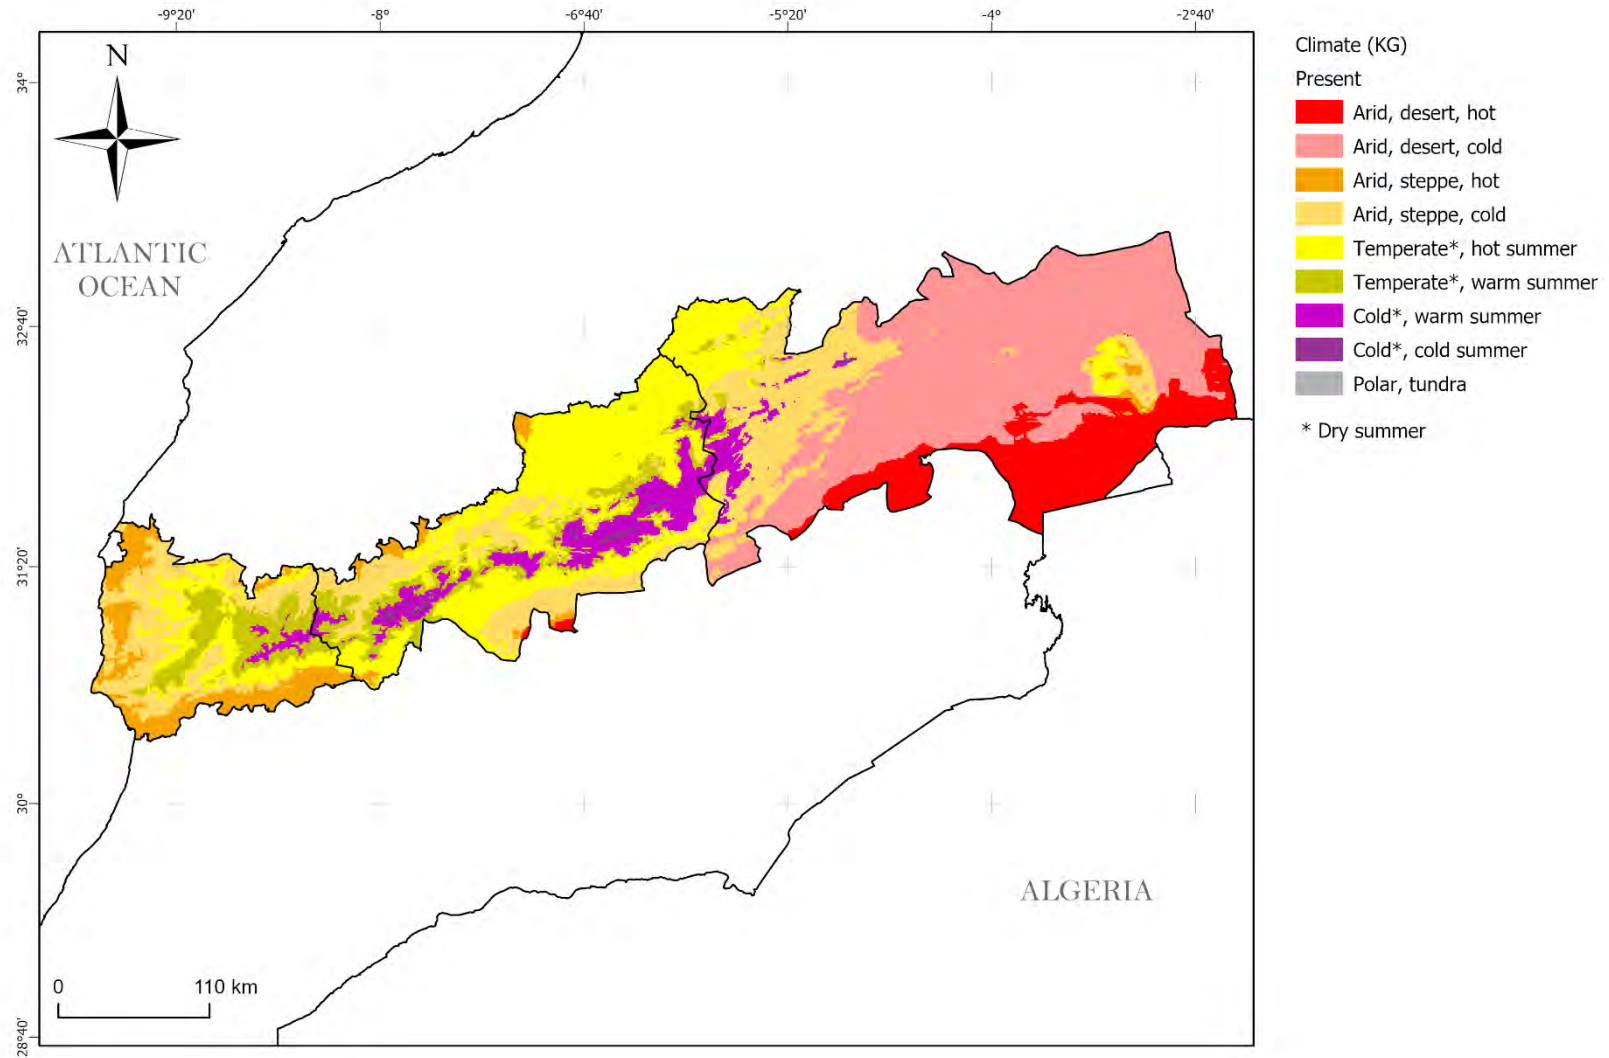 -9°20'
-8°
-6°40'
-5°20'
-4°
-2°40'
N
34°
ATLANTIC
OCEAN
32°40'
31°20'
30°
28°40'
ALGERIA
0
110 km
Climate (KG)
Present
Arid, desert, hot
Arid, desert, cold
Arid, steppe, hot
Arid, steppe, cold
Temperate*, hot summer
Temperate*, warm summer
Cold*, warm summer
Cold*, cold summer
Polar, tundra
* Dry summer